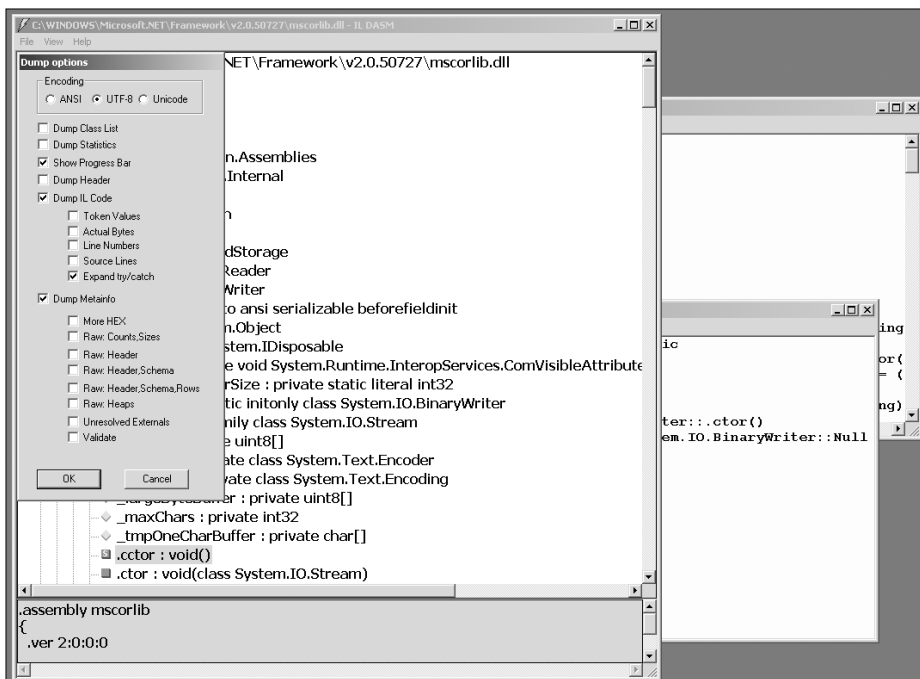 C:\WINDOWS\Microsoft.NET\Framework\v2.0.50727\mscorlib.dll - IL DASM
File View Help
Dump options
Encoding
ANSI UTF-8 Unicode
Dump Class List
Dump Statistics
Show Progress Bar
Dump Header
Dump IL Code
Token Values
Actual Bytes
Line Numbers
Source Lines
Expand try/catch
Dump Metainfo
More HEX
Raw: Counts,Sizes
Raw: Header
Raw: Header,Schema
Raw: Header,Schema,Rows
Raw: Heaps
Unresolved Externals
Validate
OK Cancel
NET\Framework\v2.0.50727\mscorlib.dll
n.Assemblies
.Internal
n
dStorage
Reader
Writer
to ansi serializable beforefieldinit
m.Object
stem.IDisposable
e void System.Runtime.InteropServices.ComVisibleAttribute
rSize : private static literal int32
tic initonly class System.IO.BinaryWriter
mily class System.IO.Stream
e uint8[]
ate class System.Text.Encoder
vate class System.Text.Encoding
_largeByteBuffer : private uint8[]
_maxChars : private int32
_tmpOneCharBuffer : private char[]
.cctor : void()
.ctor : void(class System.IO.Stream)
.assembly mscorlib
{
.ver 2:0:0:0
ic
ter::.ctor()
em.IO.BinaryWriter::Null
ing
or(
= (
ng)